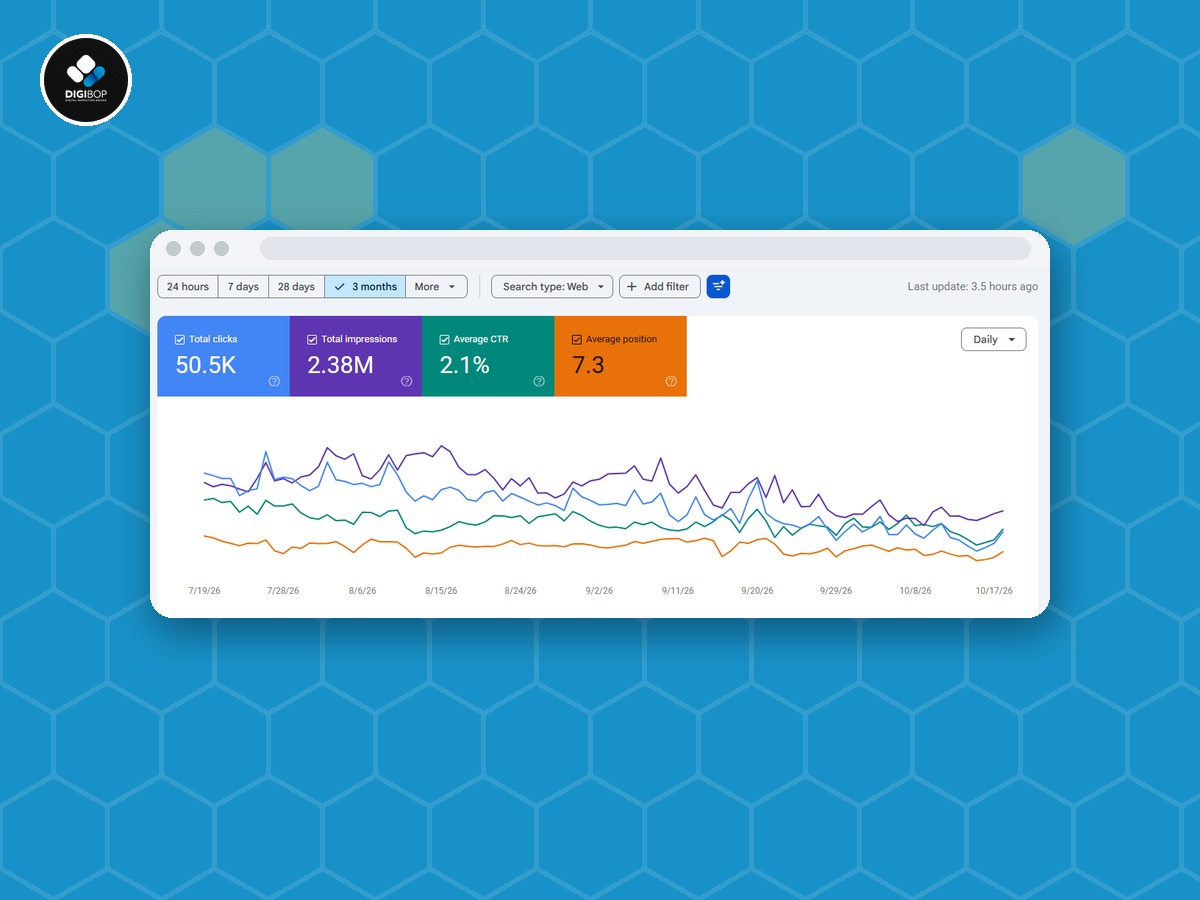 DIGIBOP
DIGITAL MARKETING BRAND
24 hours 7 days 28 days 3 months More Search type: Web Add filter Last update: 3.5 hours ago
Total clicks Total impressions Average CTR Average position Daily
50.5K 2.38M 2.1% 7.3
7/19/26 7/28/26 8/6/26 8/15/26 8/24/26 9/2/26 9/11/26 9/20/26 9/29/26 10/8/26 10/17/26